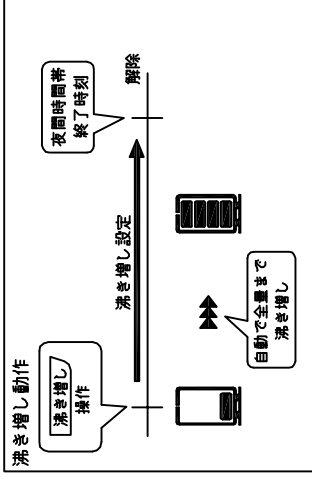 沸き増し動作
沸き増し
操作
沸き増し設定
夜間時間帯
終了時刻
解除
自動で全量まで
沸き増し